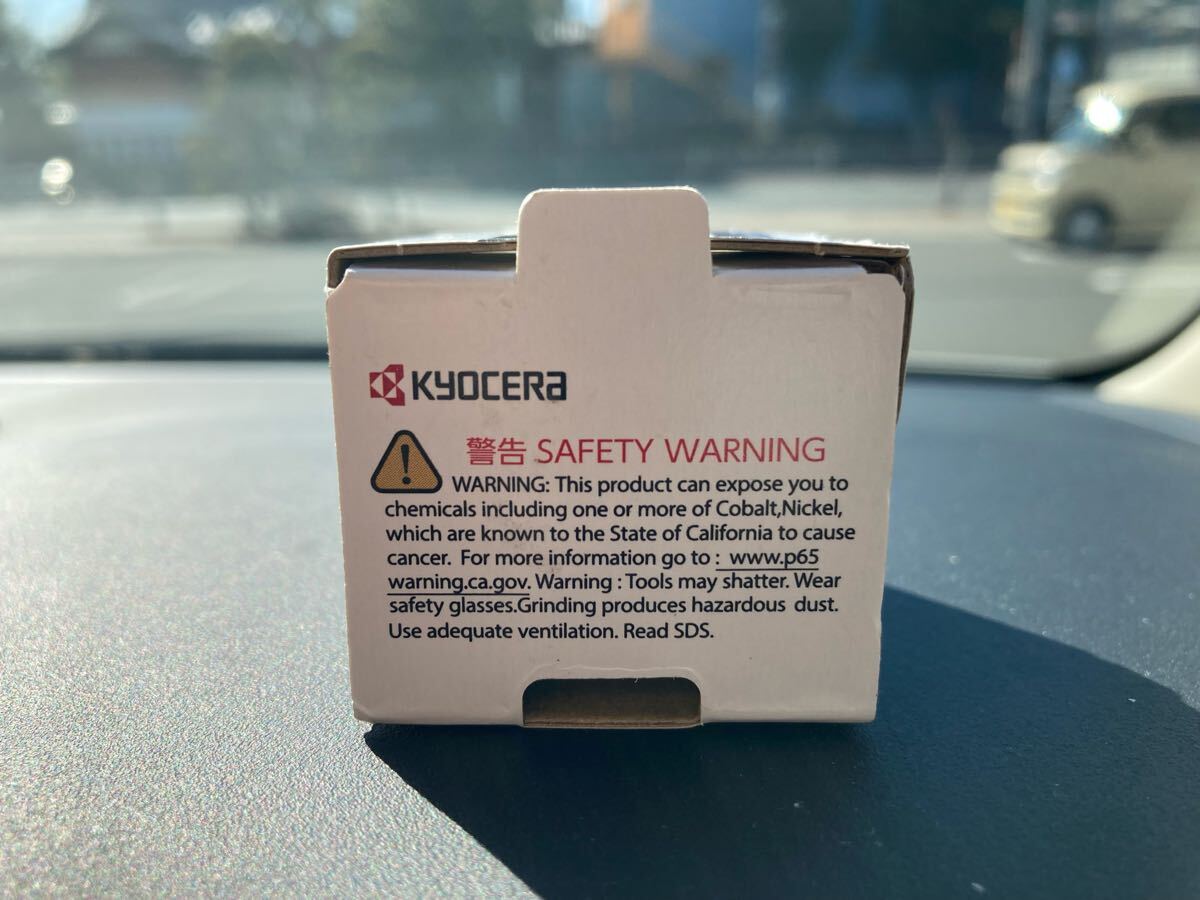 KYOCERA
警告 SAFETY WARNING
WARNING: This product can expose you to
chemicals including one or more of Cobalt,Nickel,
which are known to the State of California to cause
cancer. For more information go to : www.p65
warning.ca.gov. Warning : Tools may shatter. Wear
safety glasses.Grinding produces hazardous dust.
Use adequate ventilation. Read SDS.